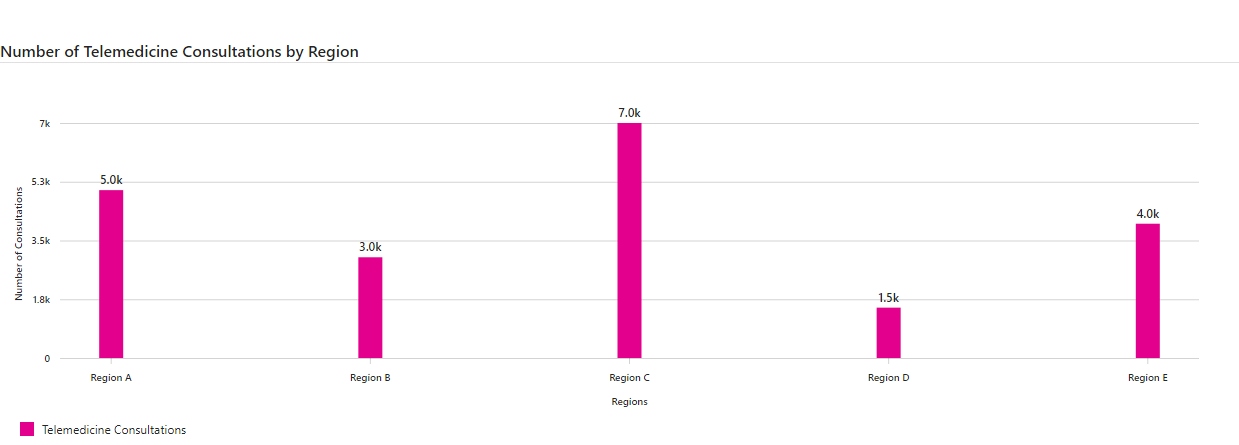 Number of Telemedicine Consultations by Region
Number of Consultations
7k
5.3k
3.5k
1.8k
0
5.0k
3.0k
7.0k
1.5k
4.0k
Region A
Region B
Region C
Region D
Region E
Regions
Telemedicine Consultations